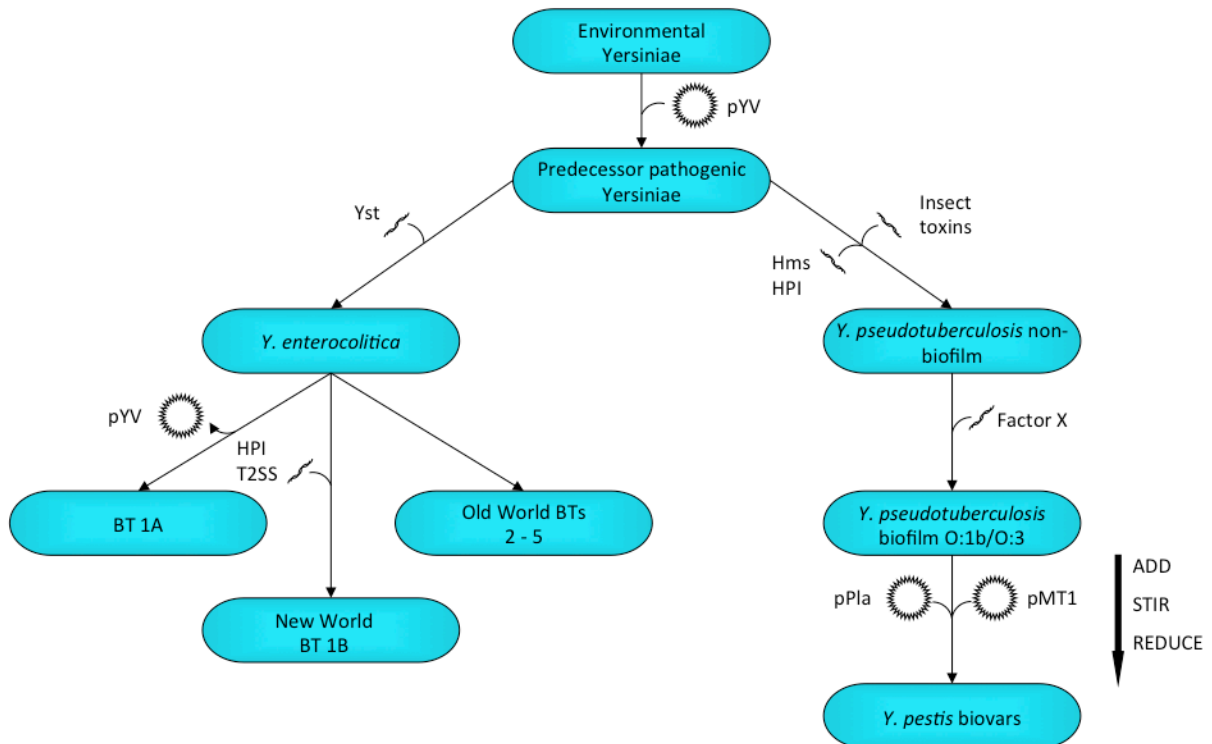 Environmental
Yersiniae
pYV
Predecessor pathogenic
Yersiniae
Yst
Insect
toxins
Hms
HPI
Y. enterocolitica
Y. pseudotuberculosis non-
biofilm
pYV
HPI
T2SS
Factor X
BT 1A
Old World BTs
2 - 5
Y. pseudotuberculosis
biofilm O:1b/O:3
New World
BT 1B
pPla
pMT1
ADD
STIR
REDUCE
Y. pestis biovars